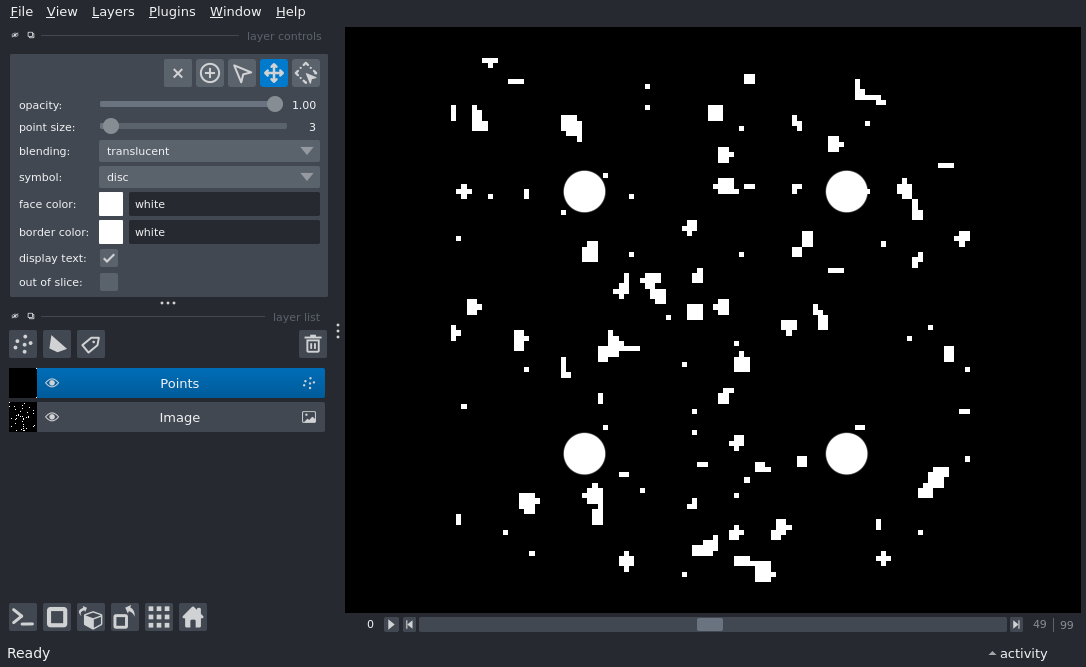 File View Layers Plugins Window Help
layer controls
opacity: 1.00
point size: 3
blending: translucent
symbol: disc
face color: white
border color: white
display text:
out of slice:
layer list
Points
Image
0 49 | 99
Ready activity